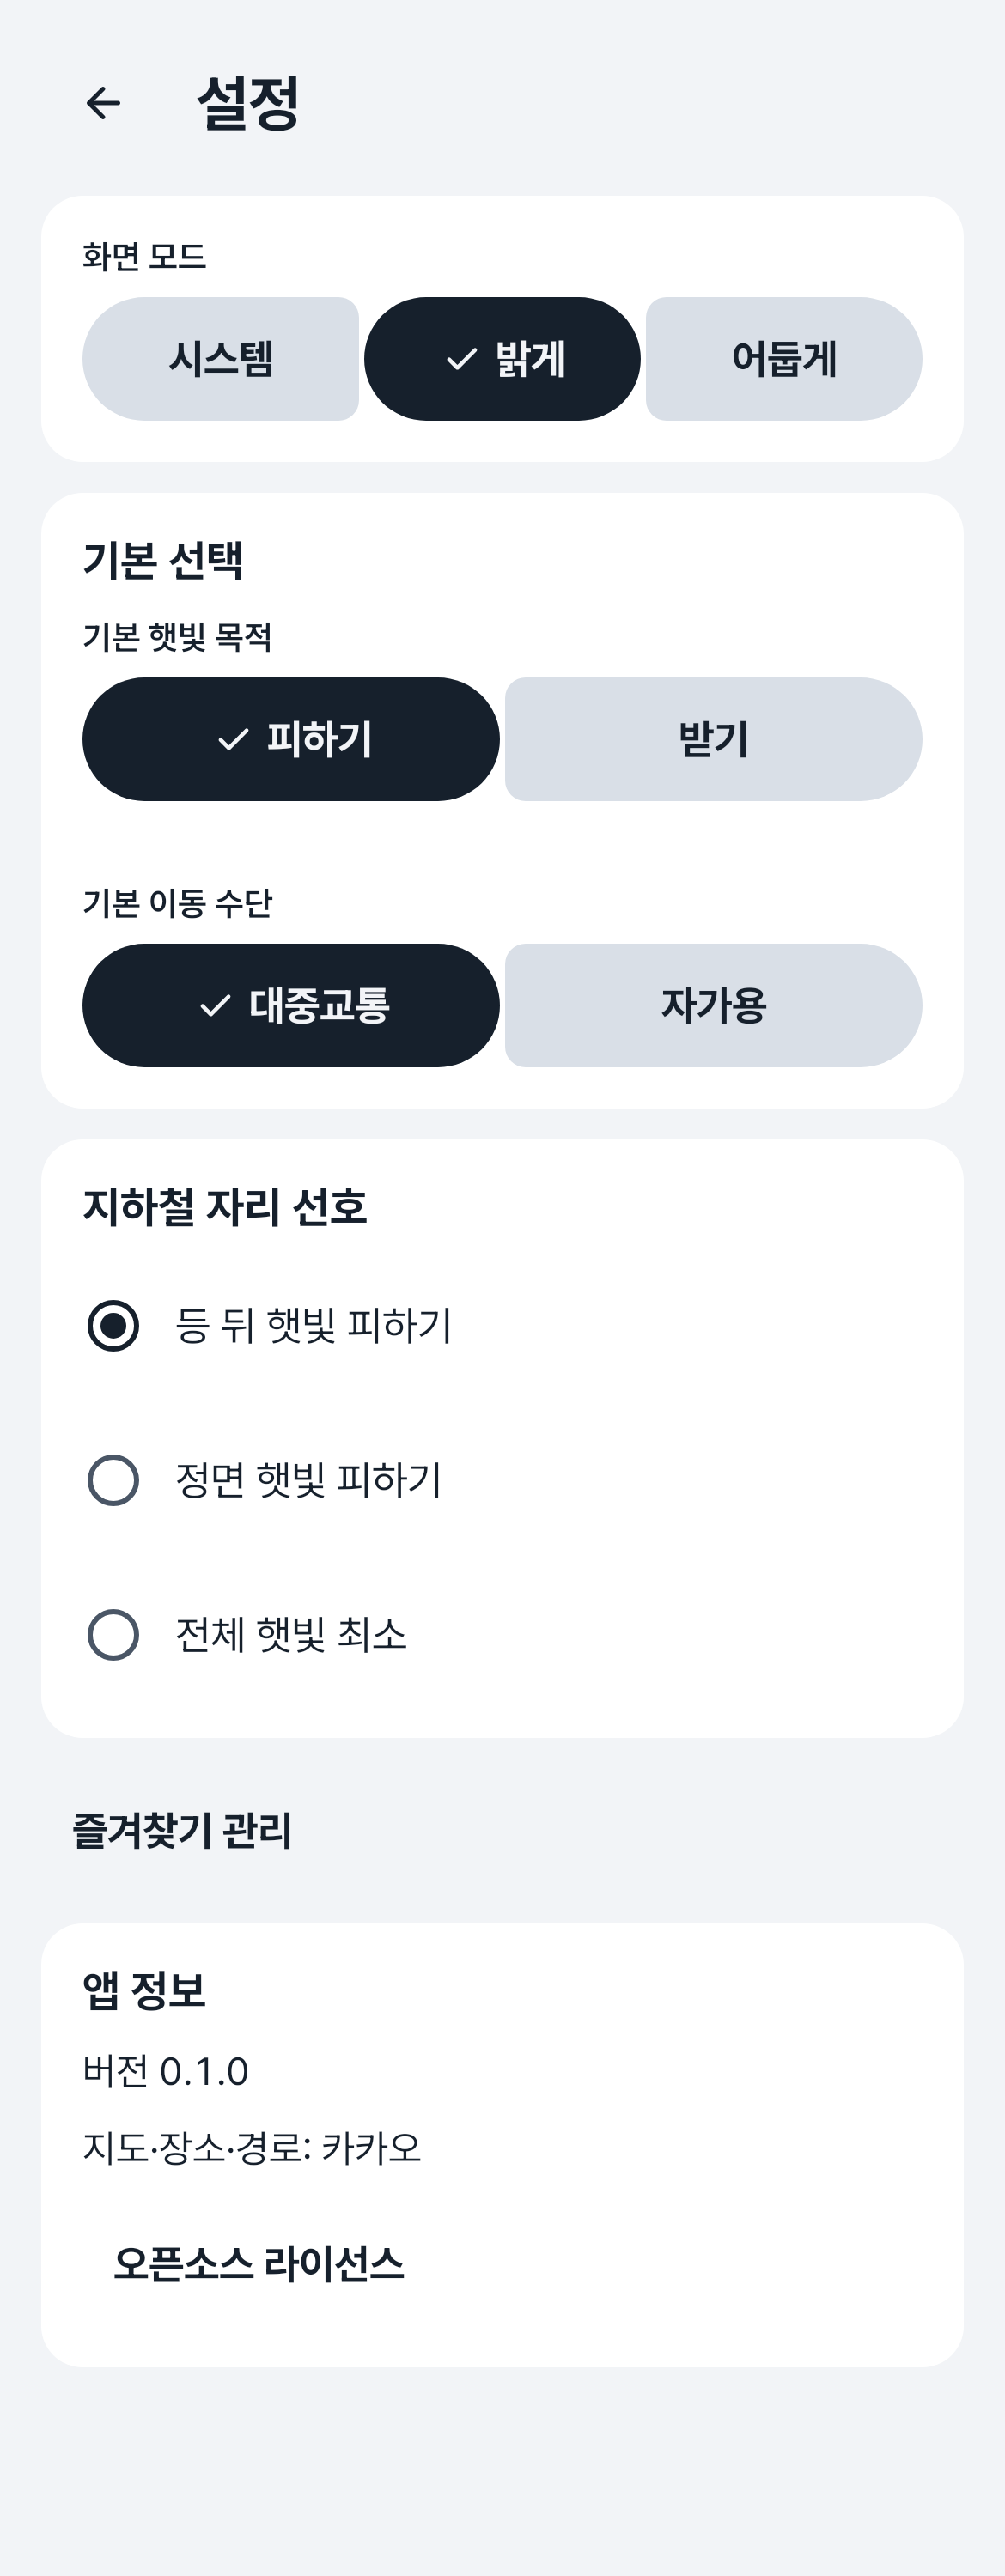 설정
화면 모드
시스템 밝게 어둡게
기본 선택
기본 햇빛 목적
피하기 받기
기본 이동 수단
대중교통 자가용
지하철 자리 선호
등 뒤 햇빛 피하기
정면 햇빛 피하기
전체 햇빛 최소
즐겨찾기 관리
앱 정보
버전 0.1.0
지도·장소·경로: 카카오
오픈소스 라이선스